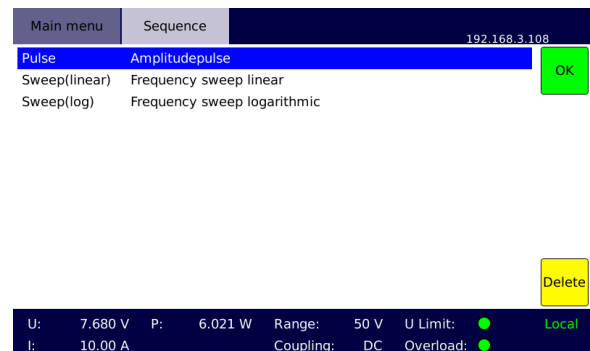 Main menu Sequence 192.168.3.108
Pulse Amplitudepulse OK
Sweep(linear) Frequency sweep linear
Sweep(log) Frequency sweep logarithmic
Delete
U: 7.680 V P: 6.021 W Range: 50 V U Limit: Local
I: 10.00 A Coupling: DC Overload: